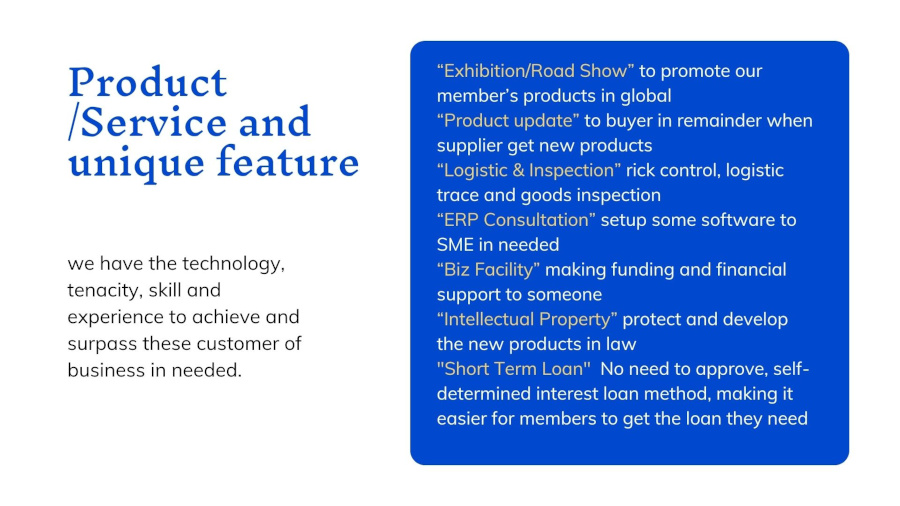 Product
/Service and
unique feature
we have the technology,
tenacity, skill and
experience to achieve and
surpass these customer of
business in needed.
“Exhibition/Road Show” to promote our
member’s products in global
“Product update” to buyer in remainder when
supplier get new products
“Logistic & Inspection” rick control, logistic
trace and goods inspection
“ERP Consultation” setup some software to
SME in needed
“Biz Facility” making funding and financial
support to someone
“Intellectual Property” protect and develop
the new products in law
"Short Term Loan"  No need to approve, self-
determined interest loan method, making it
easier for members to get the loan they need